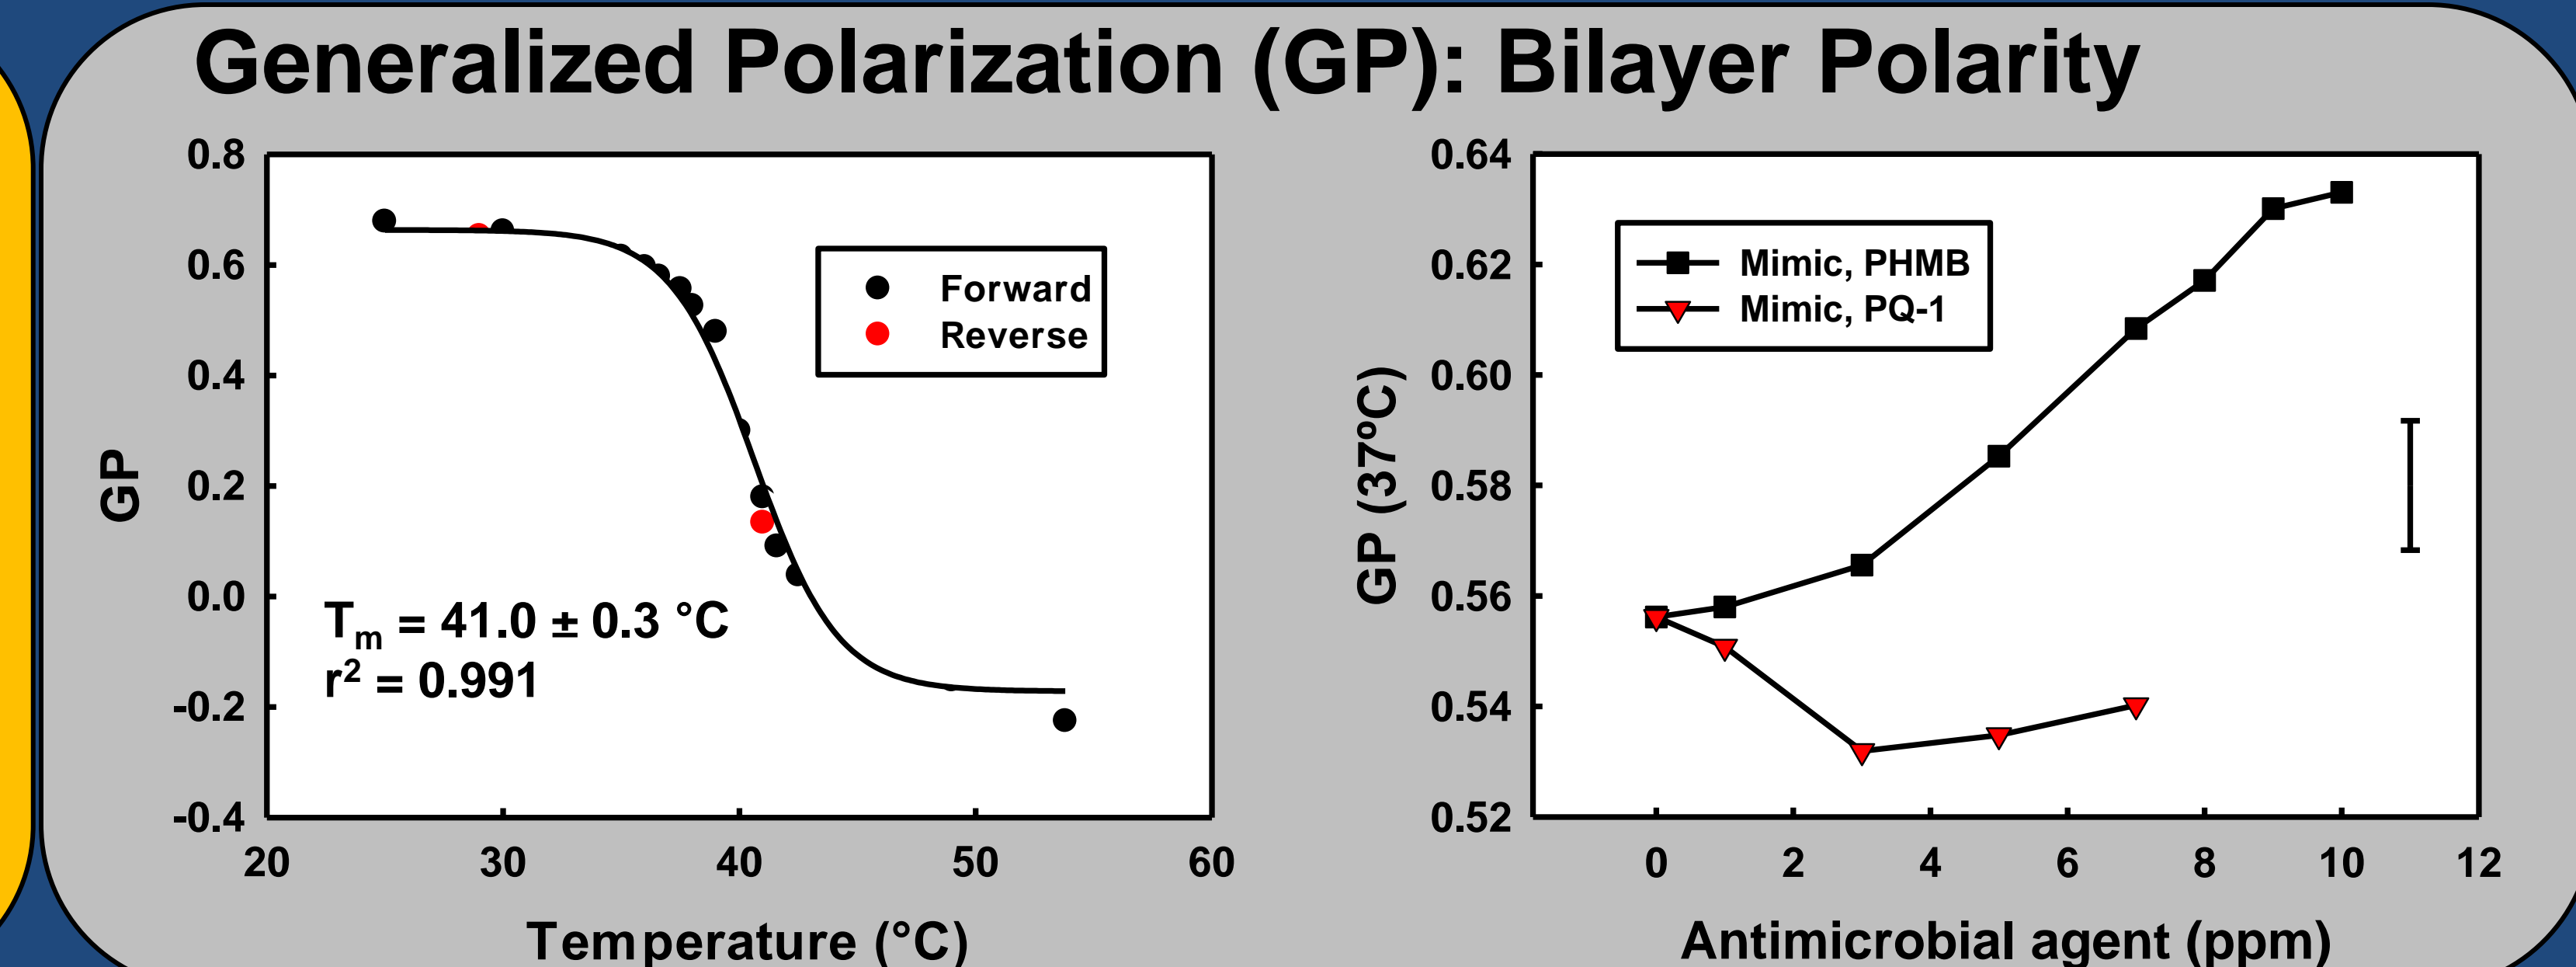 Generalized Polarization (GP): Bilayer Polarity
0.8
0.6
0.4
0.2
0.0
-0.2
-0.4
GP
20 30 40 50 60
Temperature (°C)
Forward
Reverse
Tm = 41.0 ± 0.3 °C
r² = 0.991
0.64
0.62
0.60
0.58
0.56
0.54
0.52
GP (37ºC)
0 2 4 6 8 10 12
Antimicrobial agent (ppm)
Mimic, PHMB
Mimic, PQ-1